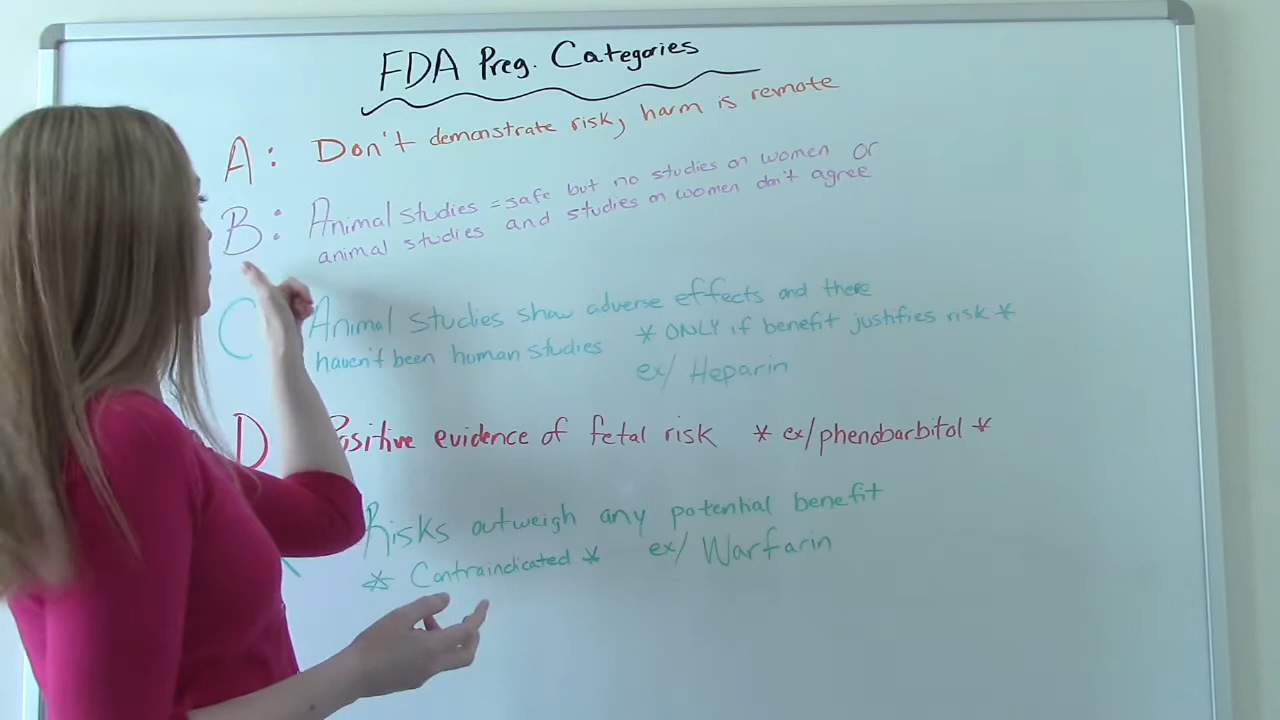 FDA Preg. Categories
A: Don't demonstrate risk, harm is remote
B: Animal studies = safe but no studies on women or
animal studies and studies on women don't agree
C Animal studies show adverse effects and there
haven't been human studies * ONLY if benefit justifies risk *
ex/ Heparin
D Positive evidence of fetal risk * ex/phenobarbitol *
Risks outweigh any potential benefit
* Contraindicated * ex/ Warfarin